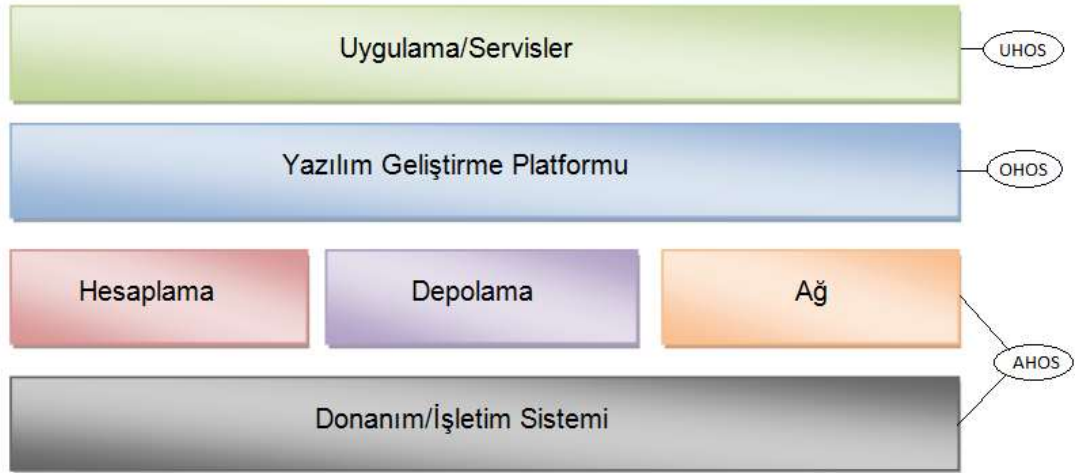 Uygulama/Servisler
UHOS
Yazılım Geliştirme Platformu
OHOS
Hesaplama
Depolama
Ağ
AHOS
Donanım/İşletim Sistemi